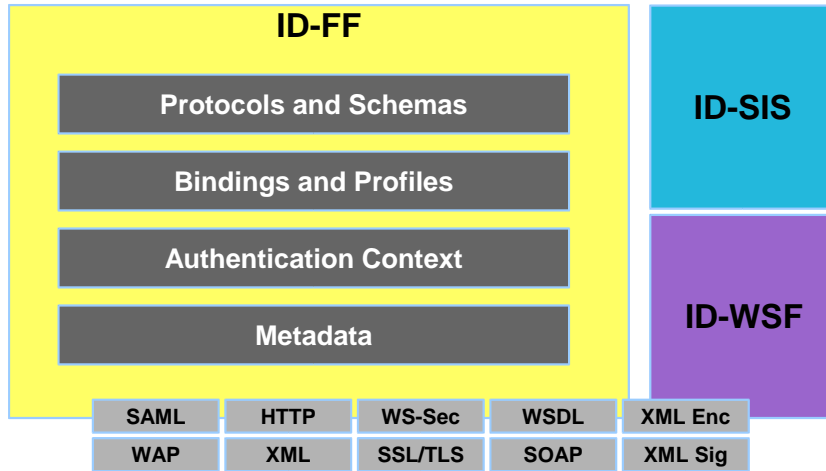 ID-FF
Protocols and Schemas
Bindings and Profiles
Authentication Context
Metadata
ID-SIS
ID-WSF
SAML HTTP WS-Sec WSDL XML Enc
WAP XML SSL/TLS SOAP XML Sig